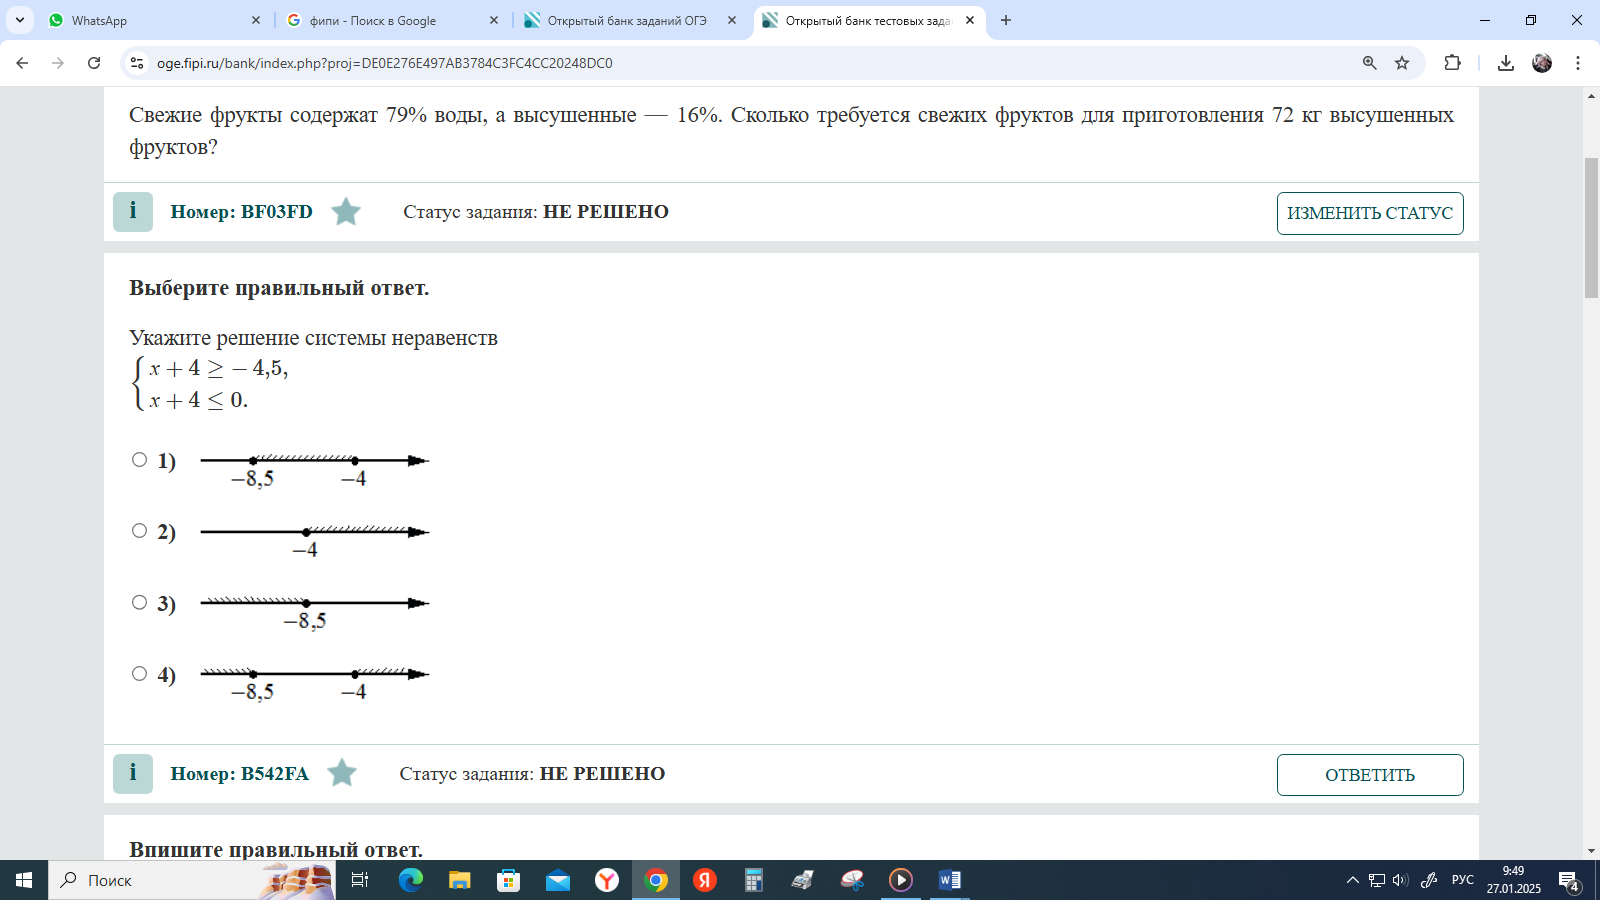 WhatsApp
фипи - Поиск в Google
Открытый банк заданий ОГЭ
Открытый банк тестовых зада
oge.fipi.ru/bank/index.php?proj=DE0E276E497AB3784C3FC4CC20248DC0
Свежие фрукты содержат 79% воды, а высушенные — 16%. Сколько требуется свежих фруктов для приготовления 72 кг высушенных
фруктов?
i Номер: BF03FD Статус задания: НЕ РЕШЕНО ИЗМЕНИТЬ СТАТУС
Выберите правильный ответ.
Укажите решение системы неравенств
x + 4 ≥ − 4,5,
x + 4 ≤ 0.
1)
−8,5 −4
2)
−4
3)
−8,5
4)
−8,5 −4
i Номер: B542FA Статус задания: НЕ РЕШЕНО ОТВЕТИТЬ
Впишите правильный ответ.
Поиск
РУС
9:49
27.01.2025
4